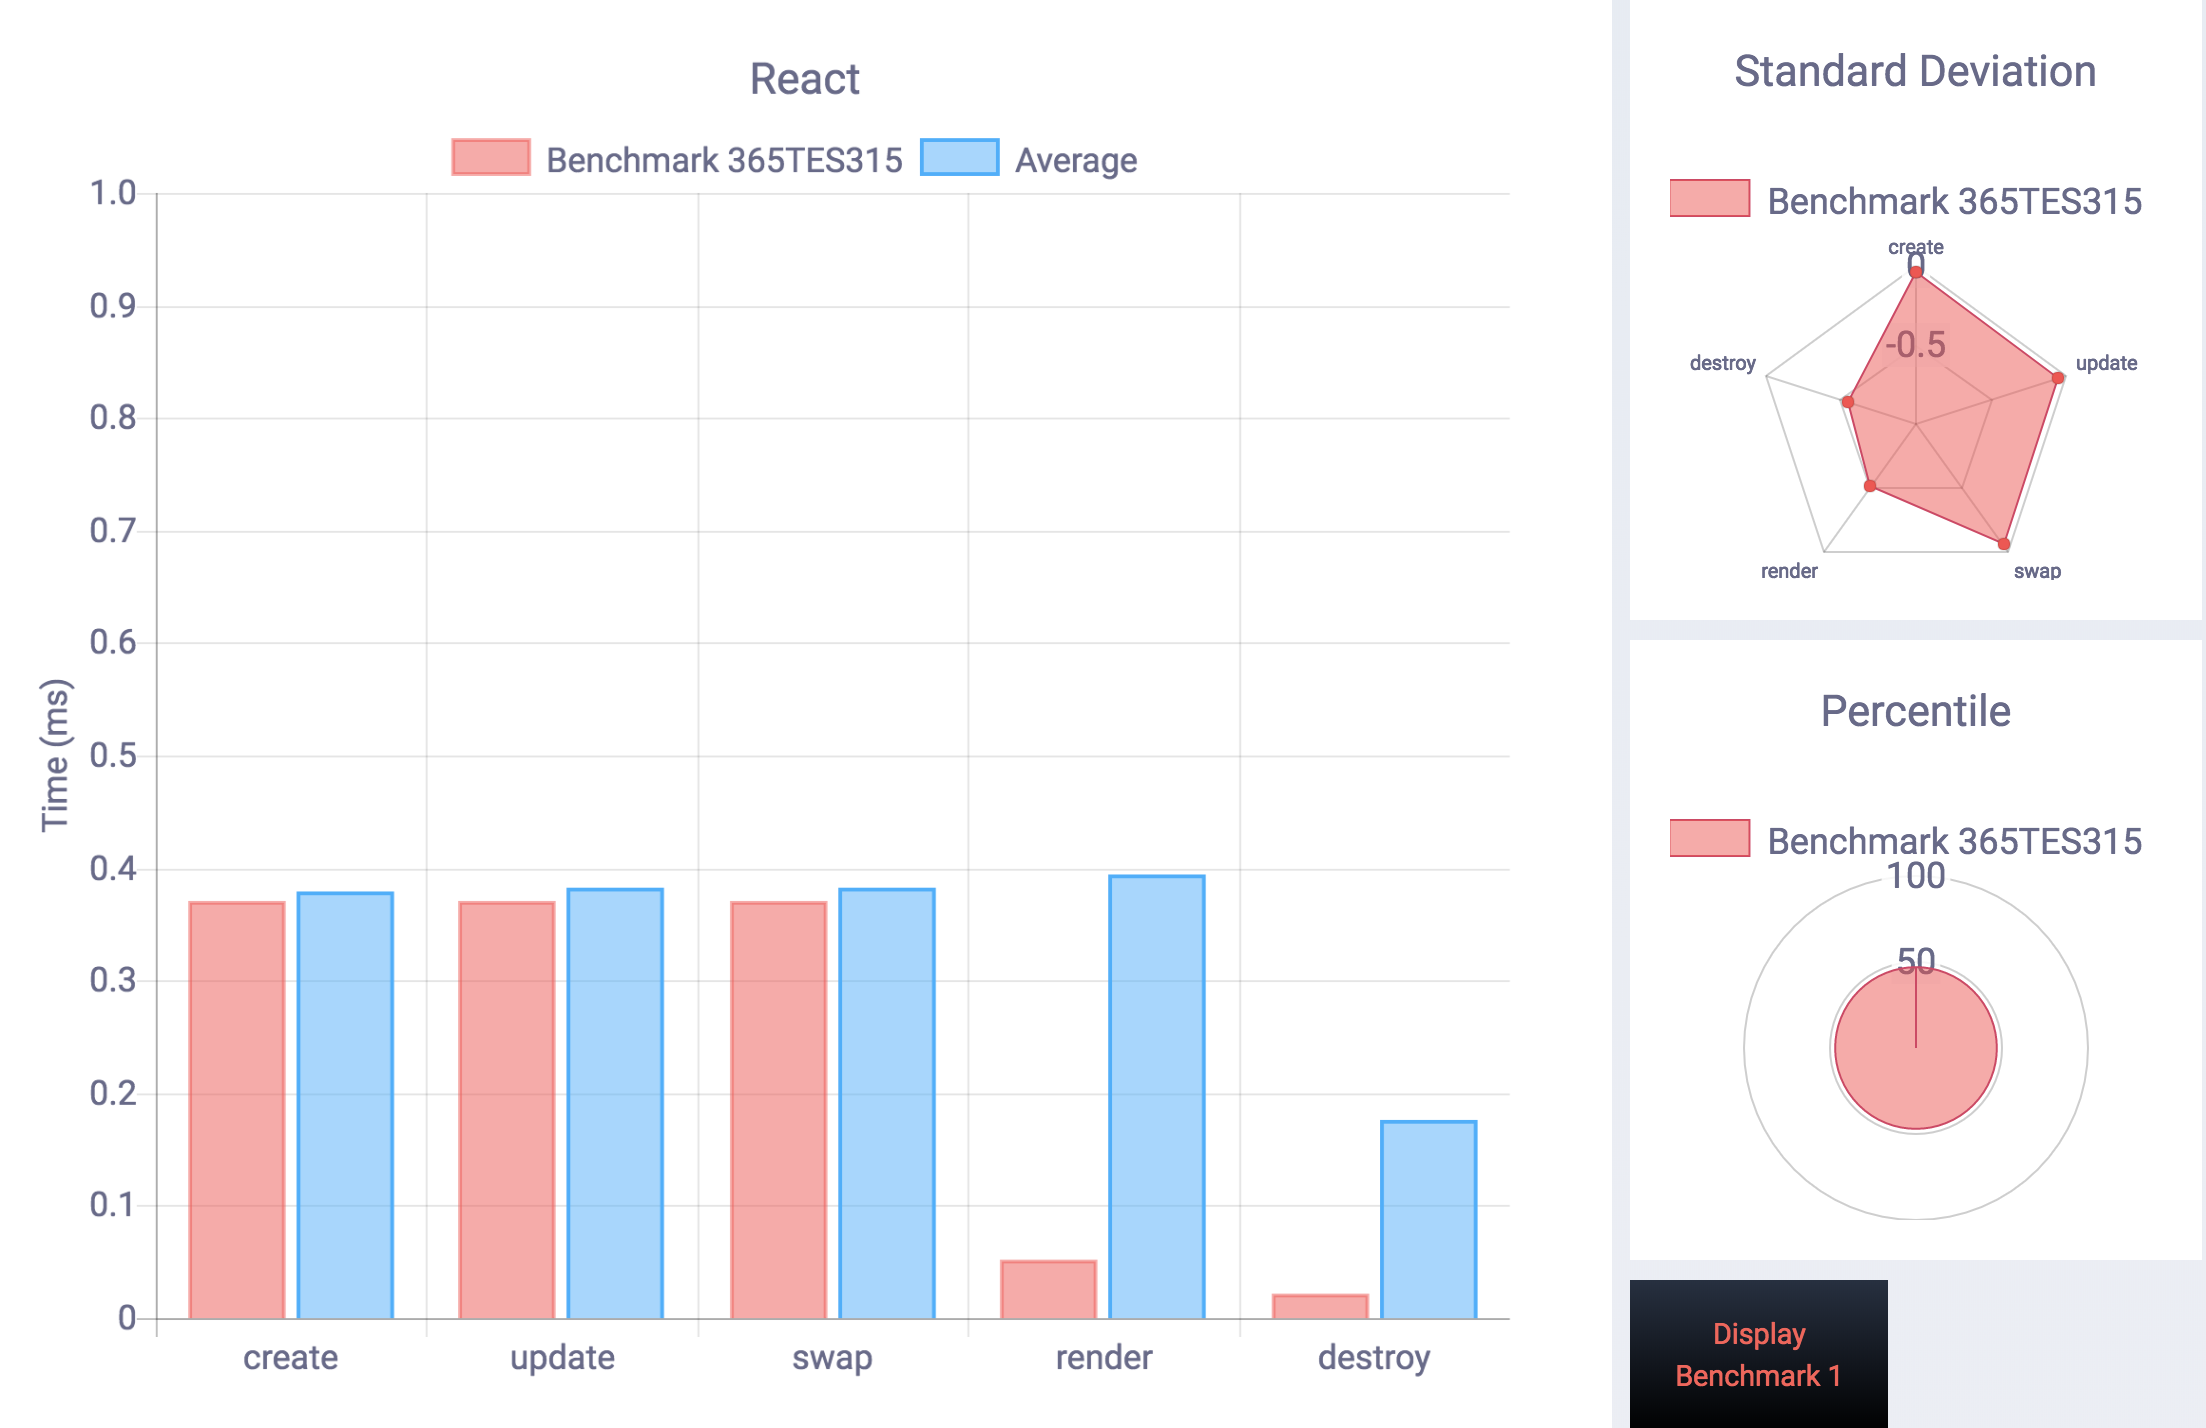 React
Benchmark 365TES315
Average
1.0
0.9
0.8
0.7
0.6
0.5
0.4
0.3
0.2
0.1
0
Time (ms)
create
update
swap
render
destroy
Standard Deviation
Benchmark 365TES315
create
0
-0.5
destroy
update
render
swap
Percentile
Benchmark 365TES315
100
50
Display
Benchmark 1